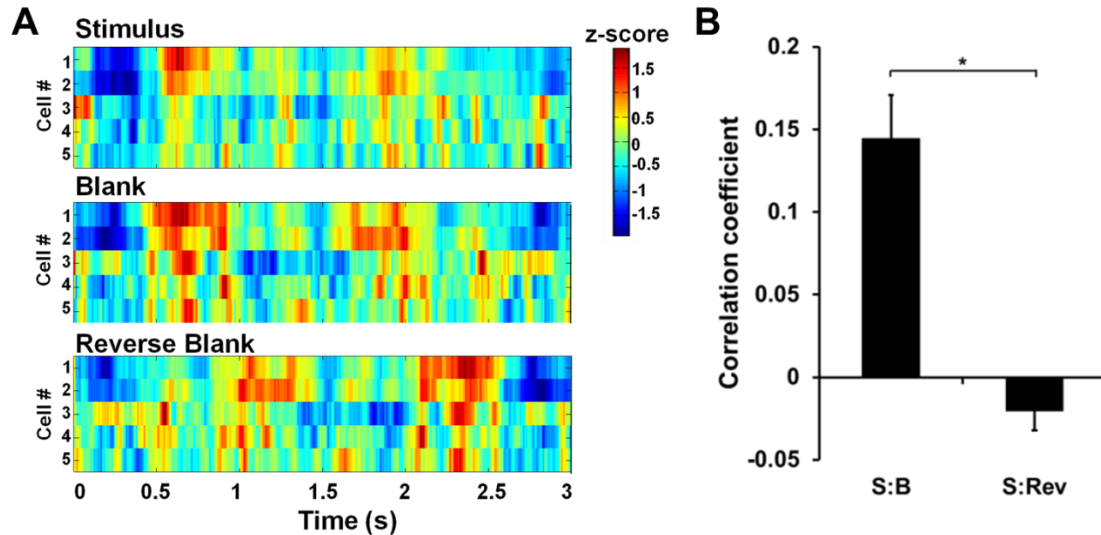 A
Stimulus
Cell #
1
2
3
4
5
z-score
1.5
1
0.5
0
-0.5
-1
-1.5
Blank
Cell #
1
2
3
4
5
Reverse Blank
Cell #
1
2
3
4
5
0 0.5 1 1.5 2 2.5 3
Time (s)
B
Correlation coefficient
0.2
0.15
0.1
0.05
0
-0.05
*
S:B S:Rev